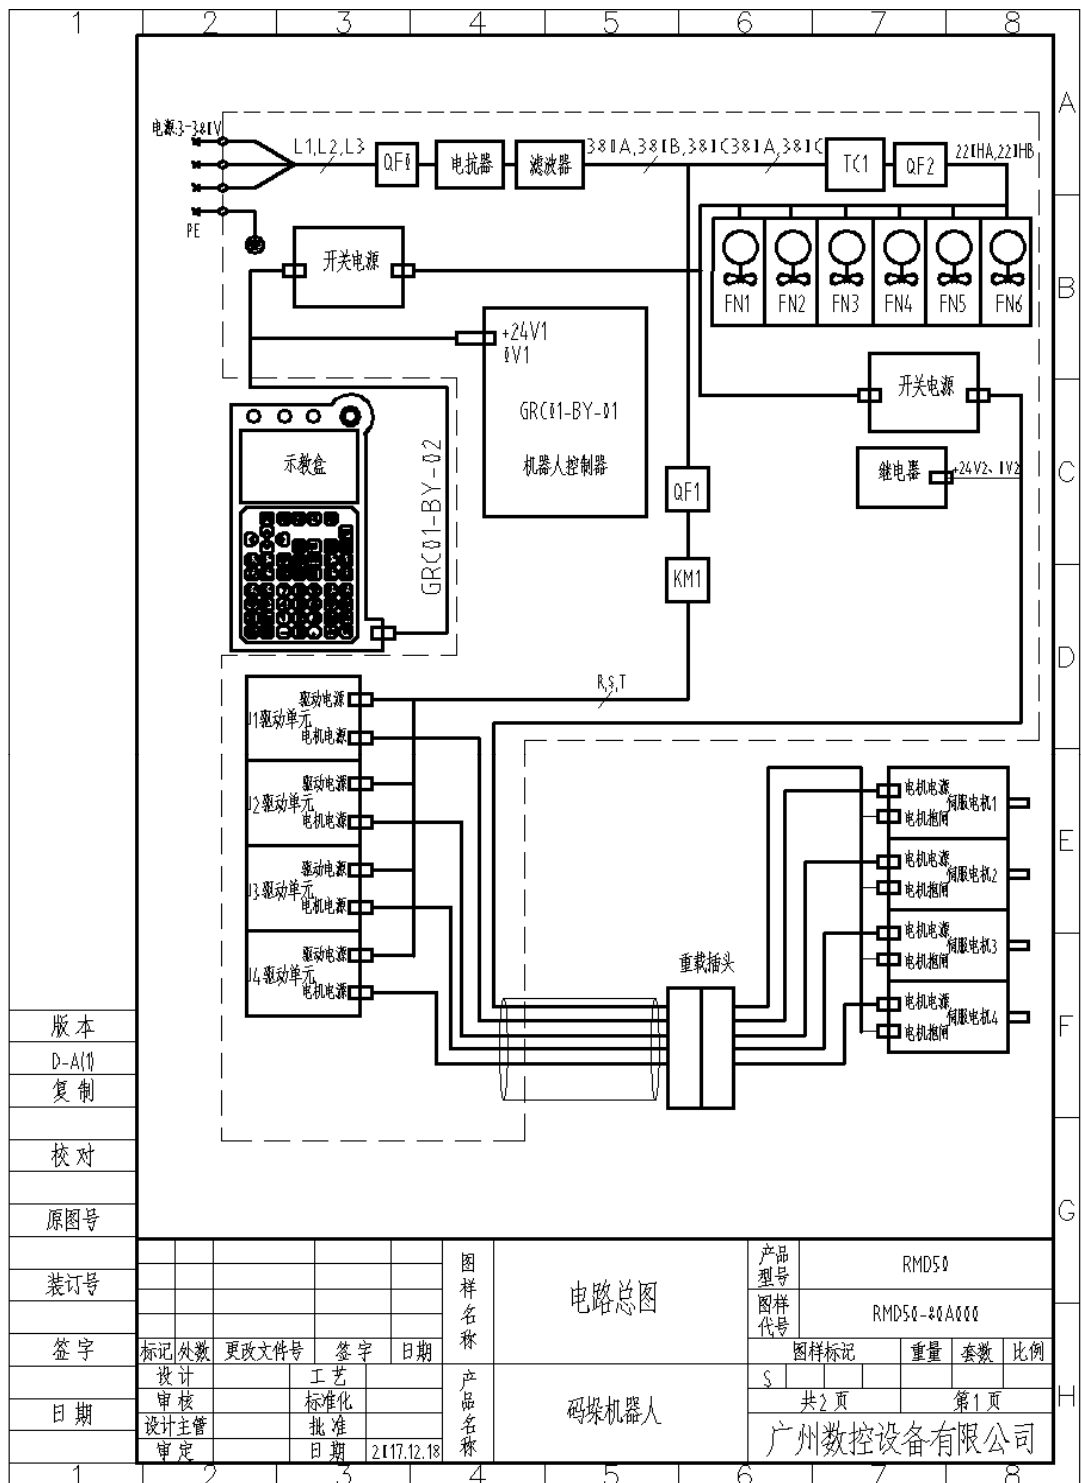 1 2 3 4 5 6 7 8
A
电源3-380V
L1,L2,L3
QF0
电抗器
滤波器
380A,380B,380C
381A,381C
TC1
QF2
220HA,220HB
PE
开关电源
FN1 FN2 FN3 FN4 FN5 FN6
B
+24V1
0V1
GRC01-BY-01
机器人控制器
开关电源
示教盒
GRC01-BY-02
继电器
+24V2、0V2
C
QF1
KM1
D
R,S,T
驱动电源
J1驱动单元
电机电源
驱动电源
J2驱动单元
电机电源
驱动电源
J3驱动单元
电机电源
驱动电源
J4驱动单元
电机电源
重载插头
电机电源
伺服电机1
电机抱闸
E
电机电源
伺服电机2
电机抱闸
电机电源
伺服电机3
电机抱闸
电机电源
伺服电机4
电机抱闸
F
版本
D-A(1)
复制
校对
原图号
装订号
签字
日期
G
图样名称
电路总图
产品型号
RMD50
图样代号
RMD50-80A000
标记 处数 更改文件号 签字 日期
图样标记 重量 套数 比例
设计 工艺
S
审核 标准化
产品名称
码垛机器人
共2页 第1页
H
设计主管 批准
广州数控设备有限公司
审定 日期 2017.12.18
1 2 3 4 5 6 7 8